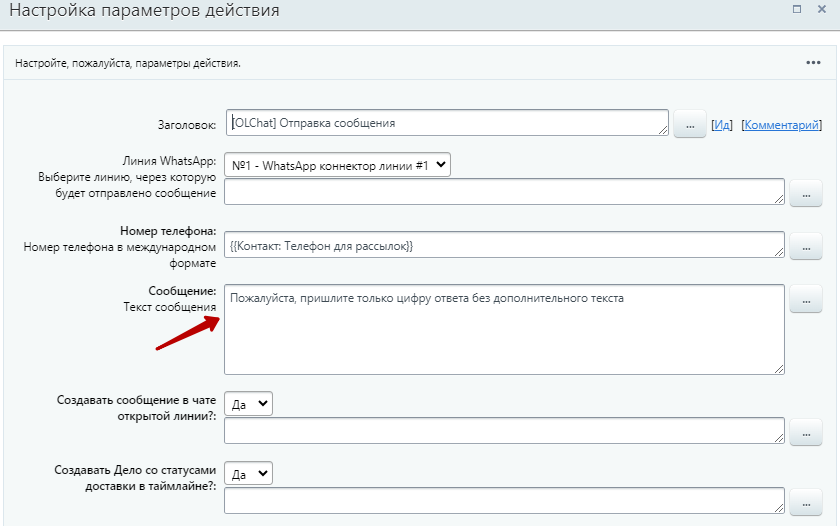 Настройка параметров действия
Настройте, пожалуйста, параметры действия.
Заголовок: [OLChat] Отправка сообщения ... [Ид] [Комментарий]
Линия WhatsApp: №1 - WhatsApp коннектор линии #1
Выберите линию, через которую
будет отправлено сообщение ...
Номер телефона:
Номер телефона в международном {{Контакт: Телефон для рассылок}} ...
формате
Сообщение: Пожалуйста, пришлите только цифру ответа без дополнительного текста ...
Текст сообщения
Создавать сообщение в чате Да
открытой линии?:
...
Создавать Дело со статусами Да
доставки в таймлайне?:
...